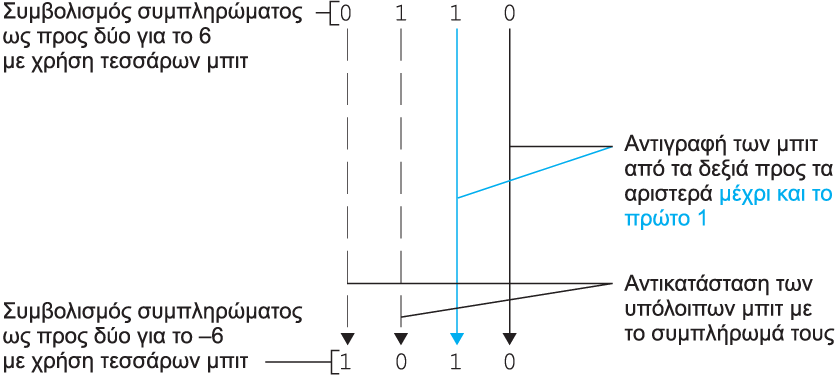 Συμβολισμός συμπληρώματος
ως προς δύο για το 6
με χρήση τεσσάρων μπιτ
0 1 1 0
Αντιγραφή των μπιτ
από τα δεξιά προς τα
αριστερά μέχρι και το
πρώτο 1
Αντικατάσταση των
υπόλοιπων μπιτ με
το συμπλήρωμά τους
Συμβολισμός συμπληρώματος
ως προς δύο για το –6
με χρήση τεσσάρων μπιτ
1 0 1 0